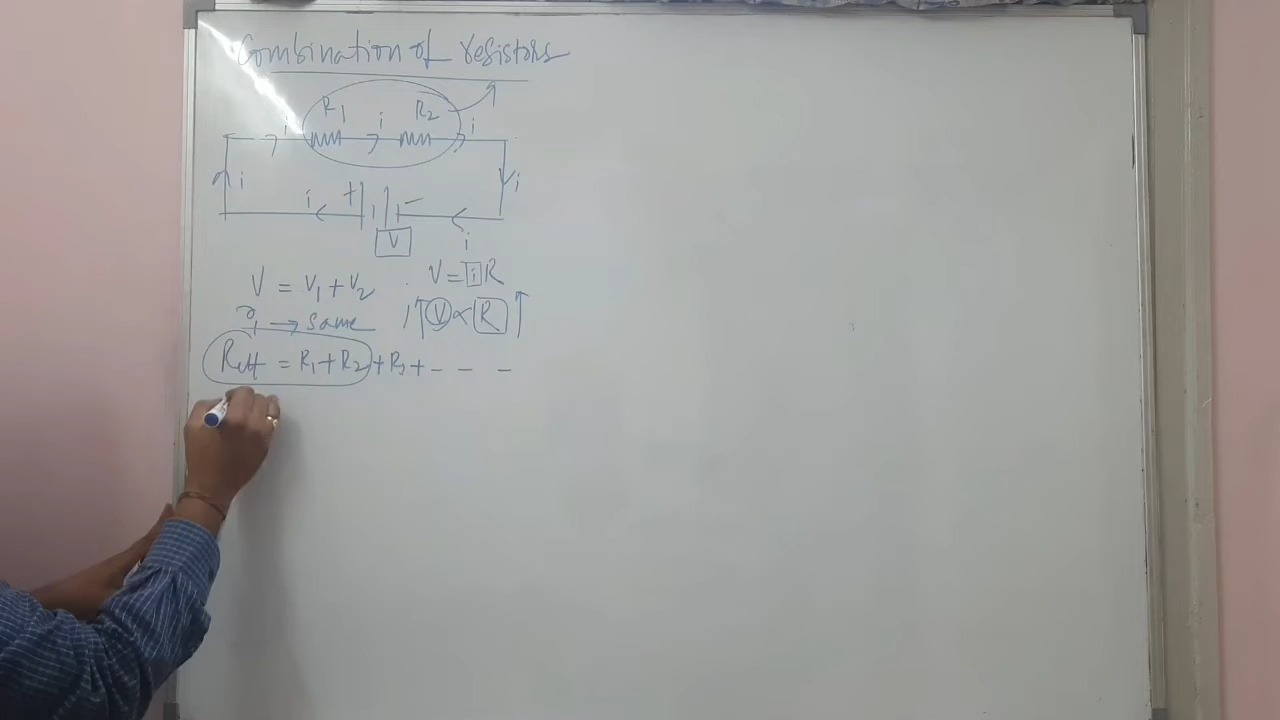 Combination of resistors
R1 R2
i i i
i i
i + -
V i
V = V1 + V2 V = iR
→ same V ∝ R
Reff = R1 + R2 + R3 + - - -